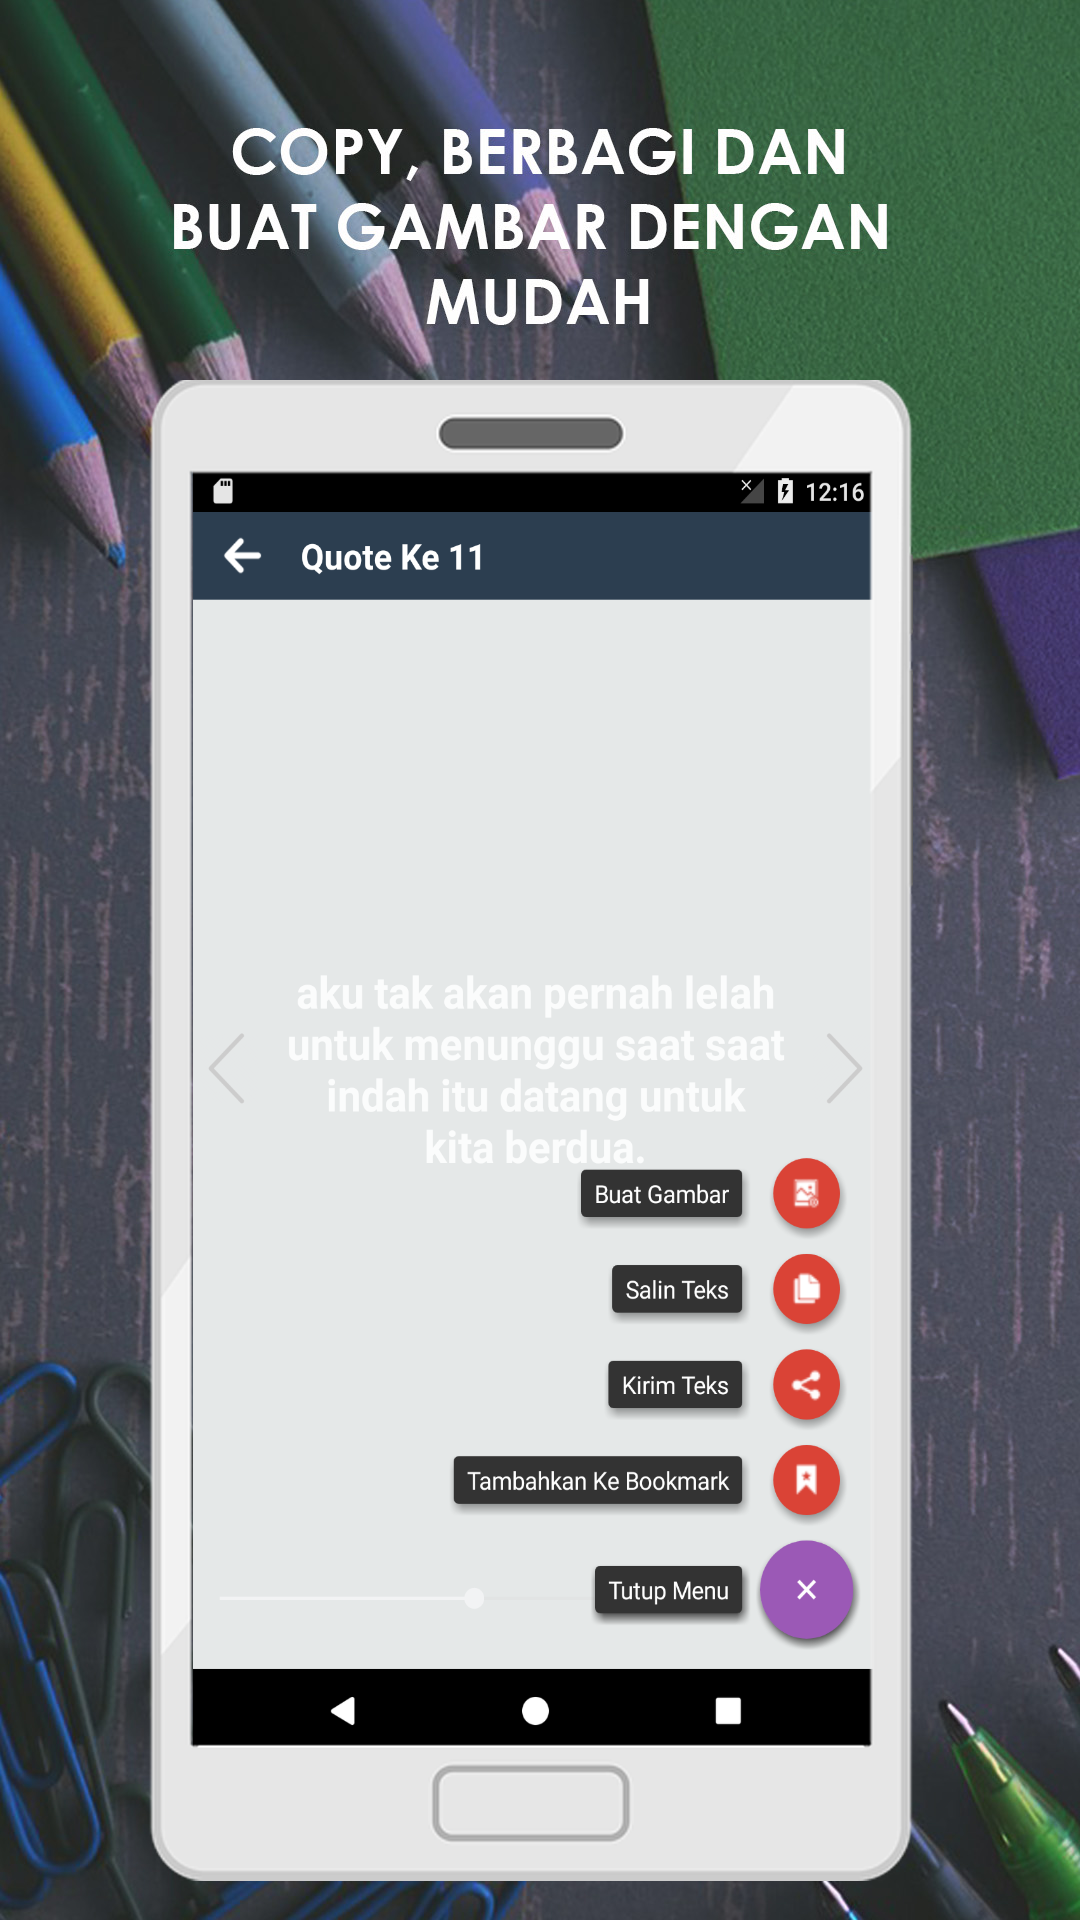 COPY, BERBAGI DAN
BUAT GAMBAR DENGAN
MUDAH
12:16
Quote Ke 11
aku tak akan pernah lelah
untuk menunggu saat saat
indah itu datang untuk
kita berdua.
Buat Gambar
Salin Teks
Kirim Teks
Tambahkan Ke Bookmark
Tutup Menu